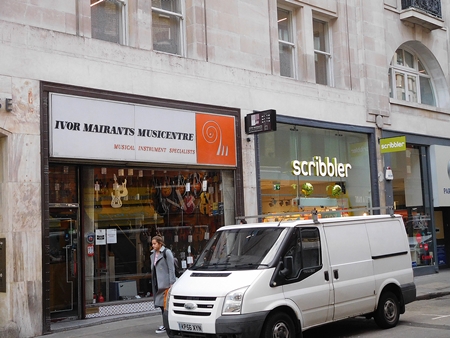 IVOR MAIRANTS MUSICENTRE
MUSICAL INSTRUMENT SPECIALISTS
scribbler
scribbler